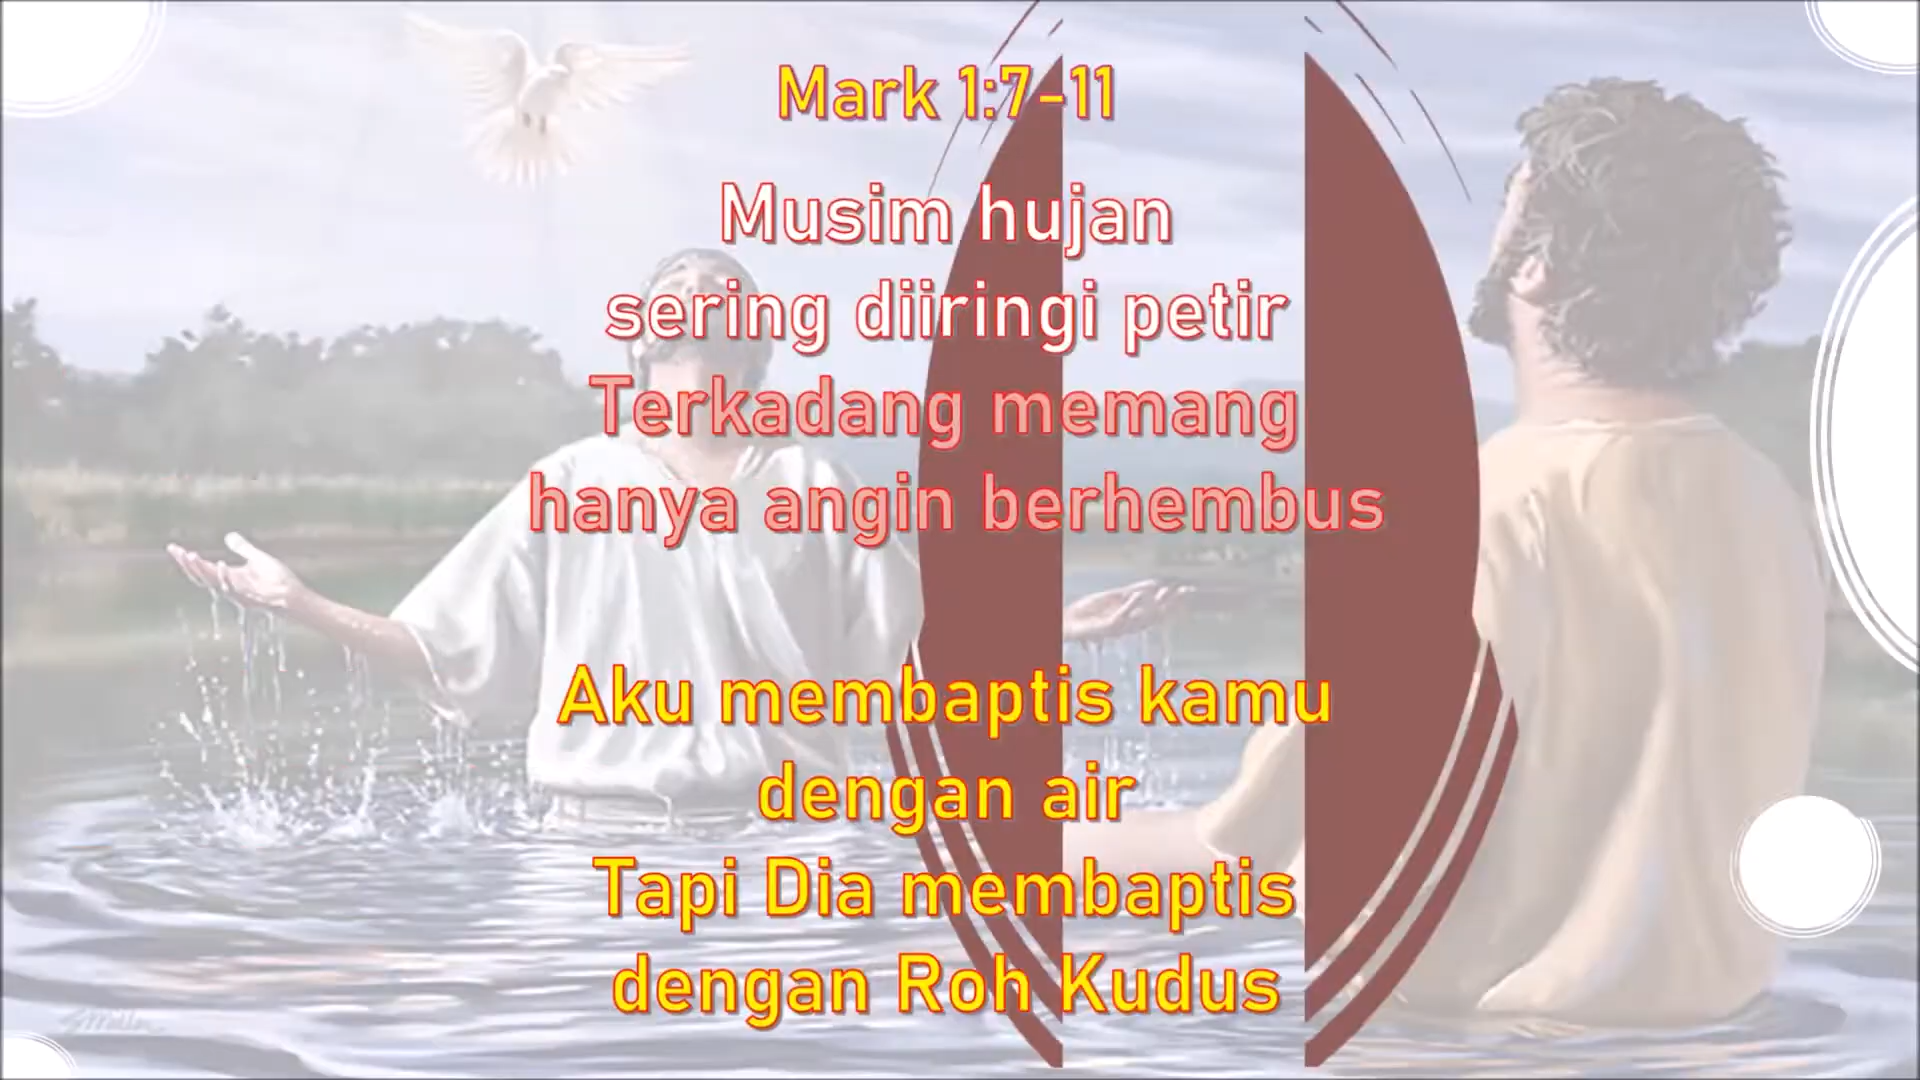 Mark 1:7-11
Musim hujan
sering diiringi petir
Terkadang memang
hanya angin berhembus
Aku membaptis kamu
dengan air
Tapi Dia membaptis
dengan Roh Kudus